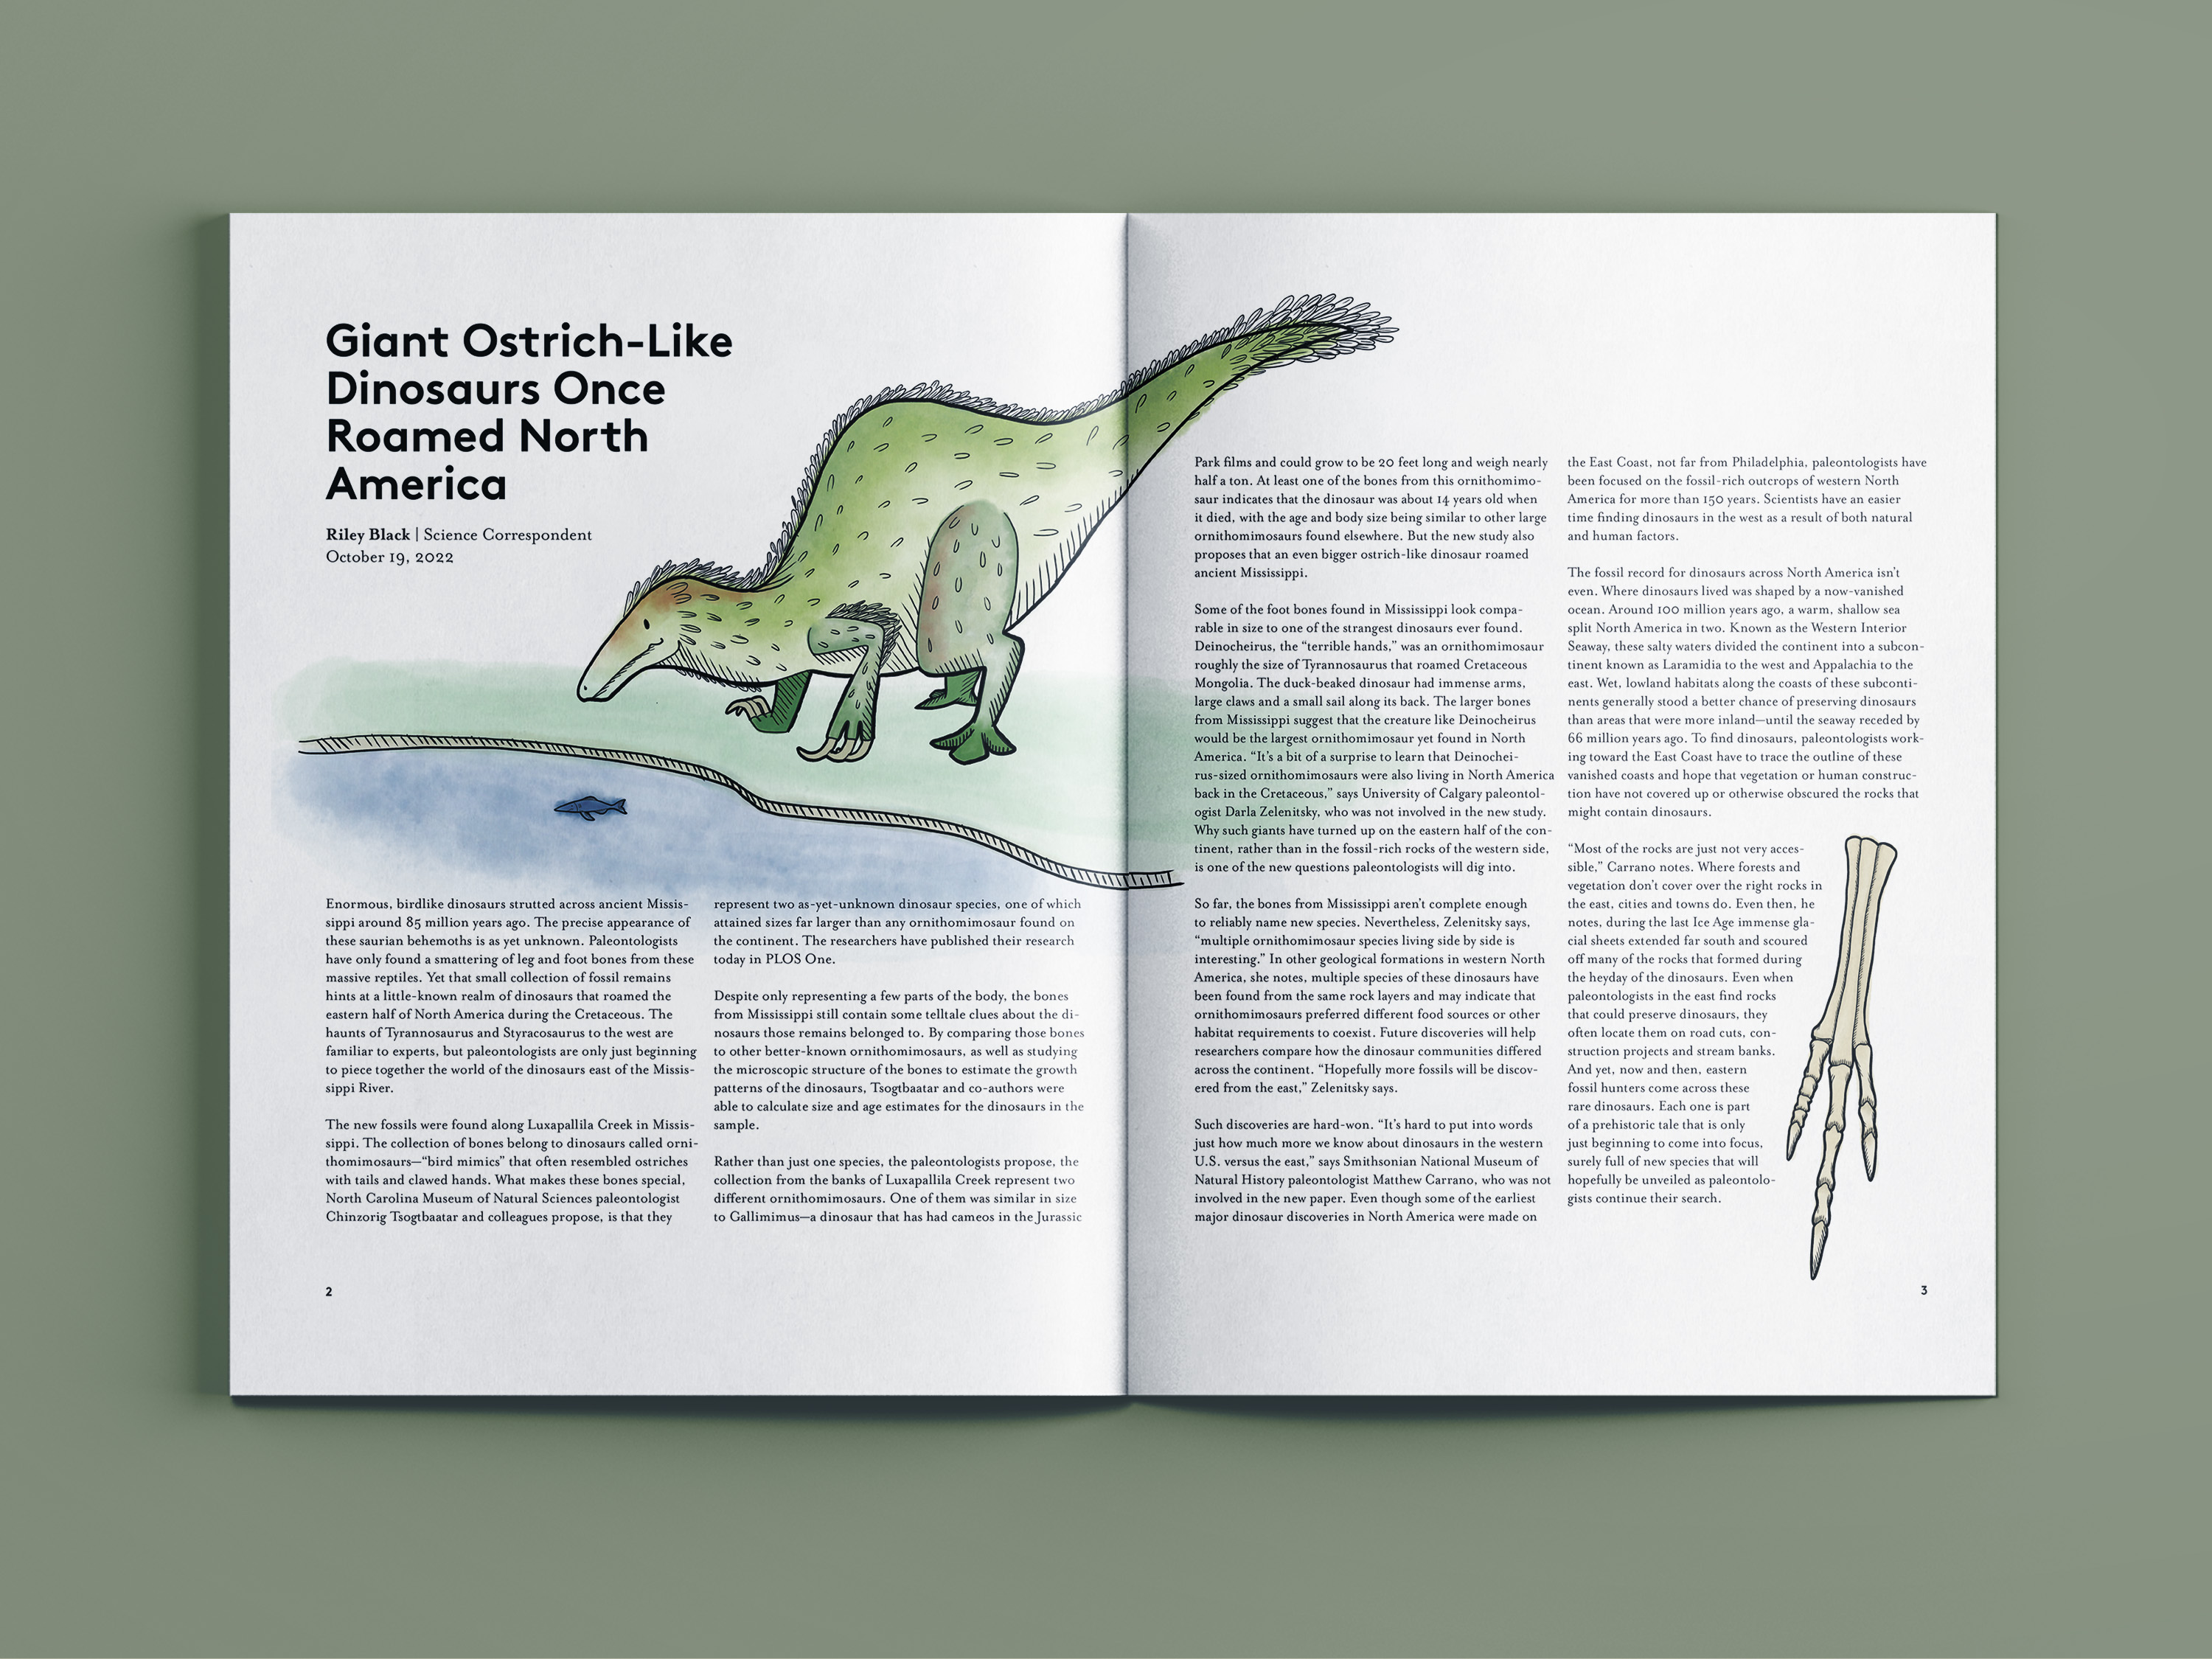 Giant Ostrich-Like
Dinosaurs Once
Roamed North
America
Riley Black | Science Correspondent
October 19, 2022
Enormous, birdlike dinosaurs strutted across ancient Missis-
sippi around 85 million years ago. The precise appearance of
these saurian behemoths is as yet unknown. Paleontologists
have only found a smattering of leg and foot bones from these
massive reptiles. Yet that small collection of fossil remains
hints at a little-known realm of dinosaurs that roamed the
eastern half of North America during the Cretaceous. The
haunts of Tyrannosaurus and Styracosaurus to the west are
familiar to experts, but paleontologists are only just beginning
to piece together the world of the dinosaurs east of the Missis-
sippi River.
The new fossils were found along Luxapallila Creek in Missis-
sippi. The collection of bones belong to dinosaurs called orni-
thomimosaurs—“bird mimics” that often resembled ostriches
with tails and clawed hands. What makes these bones special,
North Carolina Museum of Natural Sciences paleontologist
Chinzorig Tsogtbaatar and colleagues propose, is that they
represent two as-yet-unknown dinosaur species, one of which
attained sizes far larger than any ornithomimosaur found on
the continent. The researchers have published their research
today in PLOS One.
Despite only representing a few parts of the body, the bones
from Mississippi still contain some telltale clues about the di-
nosaurs those remains belonged to. By comparing those bones
to other better-known ornithomimosaurs, as well as studying
the microscopic structure of the bones to estimate the growth
patterns of the dinosaurs, Tsogtbaatar and co-authors were
able to calculate size and age estimates for the dinosaurs in the
sample.
Rather than just one species, the paleontologists propose, the
collection from the banks of Luxapallila Creek represent two
different ornithomimosaurs. One of them was similar in size
to Gallimimus—a dinosaur that has had cameos in the Jurassic
2
Park films and could grow to be 20 feet long and weigh nearly
half a ton. At least one of the bones from this ornithomimo-
saur indicates that the dinosaur was about 14 years old when
it died, with the age and body size being similar to other large
ornithomimosaurs found elsewhere. But the new study also
proposes that an even bigger ostrich-like dinosaur roamed
ancient Mississippi.
Some of the foot bones found in Mississippi look compa-
rable in size to one of the strangest dinosaurs ever found.
Deinocheirus, the “terrible hands,” was an ornithomimosaur
roughly the size of Tyrannosaurus that roamed Cretaceous
Mongolia. The duck-beaked dinosaur had immense arms,
large claws and a small sail along its back. The larger bones
from Mississippi suggest that the creature like Deinocheirus
would be the largest ornithomimosaur yet found in North
America. “It’s a bit of a surprise to learn that Deinochei-
rus-sized ornithomimosaurs were also living in North America
back in the Cretaceous,” says University of Calgary paleontol-
ogist Darla Zelenitsky, who was not involved in the new study.
Why such giants have turned up on the eastern half of the con-
tinent, rather than in the fossil-rich rocks of the western side,
is one of the new questions paleontologists will dig into.
So far, the bones from Mississippi aren’t complete enough
to reliably name new species. Nevertheless, Zelenitsky says,
“multiple ornithomimosaur species living side by side is
interesting.” In other geological formations in western North
America, she notes, multiple species of these dinosaurs have
been found from the same rock layers and may indicate that
ornithomimosaurs preferred different food sources or other
habitat requirements to coexist. Future discoveries will help
researchers compare how the dinosaur communities differed
across the continent. “Hopefully more fossils will be discov-
ered from the east,” Zelenitsky says.
Such discoveries are hard-won. “It’s hard to put into words
just how much more we know about dinosaurs in the western
U.S. versus the east,” says Smithsonian National Museum of
Natural History paleontologist Matthew Carrano, who was not
involved in the new paper. Even though some of the earliest
major dinosaur discoveries in North America were made on
the East Coast, not far from Philadelphia, paleontologists have
been focused on the fossil-rich outcrops of western North
America for more than 150 years. Scientists have an easier
time finding dinosaurs in the west as a result of both natural
and human factors.
The fossil record for dinosaurs across North America isn’t
even. Where dinosaurs lived was shaped by a now-vanished
ocean. Around 100 million years ago, a warm, shallow sea
split North America in two. Known as the Western Interior
Seaway, these salty waters divided the continent into a subcon-
tinent known as Laramidia to the west and Appalachia to the
east. Wet, lowland habitats along the coasts of these subconti-
nents generally stood a better chance of preserving dinosaurs
than areas that were more inland—until the seaway receded by
66 million years ago. To find dinosaurs, paleontologists work-
ing toward the East Coast have to trace the outline of these
vanished coasts and hope that vegetation or human construc-
tion have not covered up or otherwise obscured the rocks that
might contain dinosaurs.
“Most of the rocks are just not very acces-
sible,” Carrano notes. Where forests and
vegetation don’t cover over the right rocks in
the east, cities and towns do. Even then, he
notes, during the last Ice Age immense gla-
cial sheets extended far south and scoured
off many of the rocks that formed during
the heyday of the dinosaurs. Even when
paleontologists in the east find rocks
that could preserve dinosaurs, they
often locate them on road cuts, con-
struction projects and stream banks.
And yet, now and then, eastern
fossil hunters come across these
rare dinosaurs. Each one is part
of a prehistoric tale that is only
just beginning to come into focus,
surely full of new species that will
hopefully be unveiled as paleontolo-
gists continue their search.
3